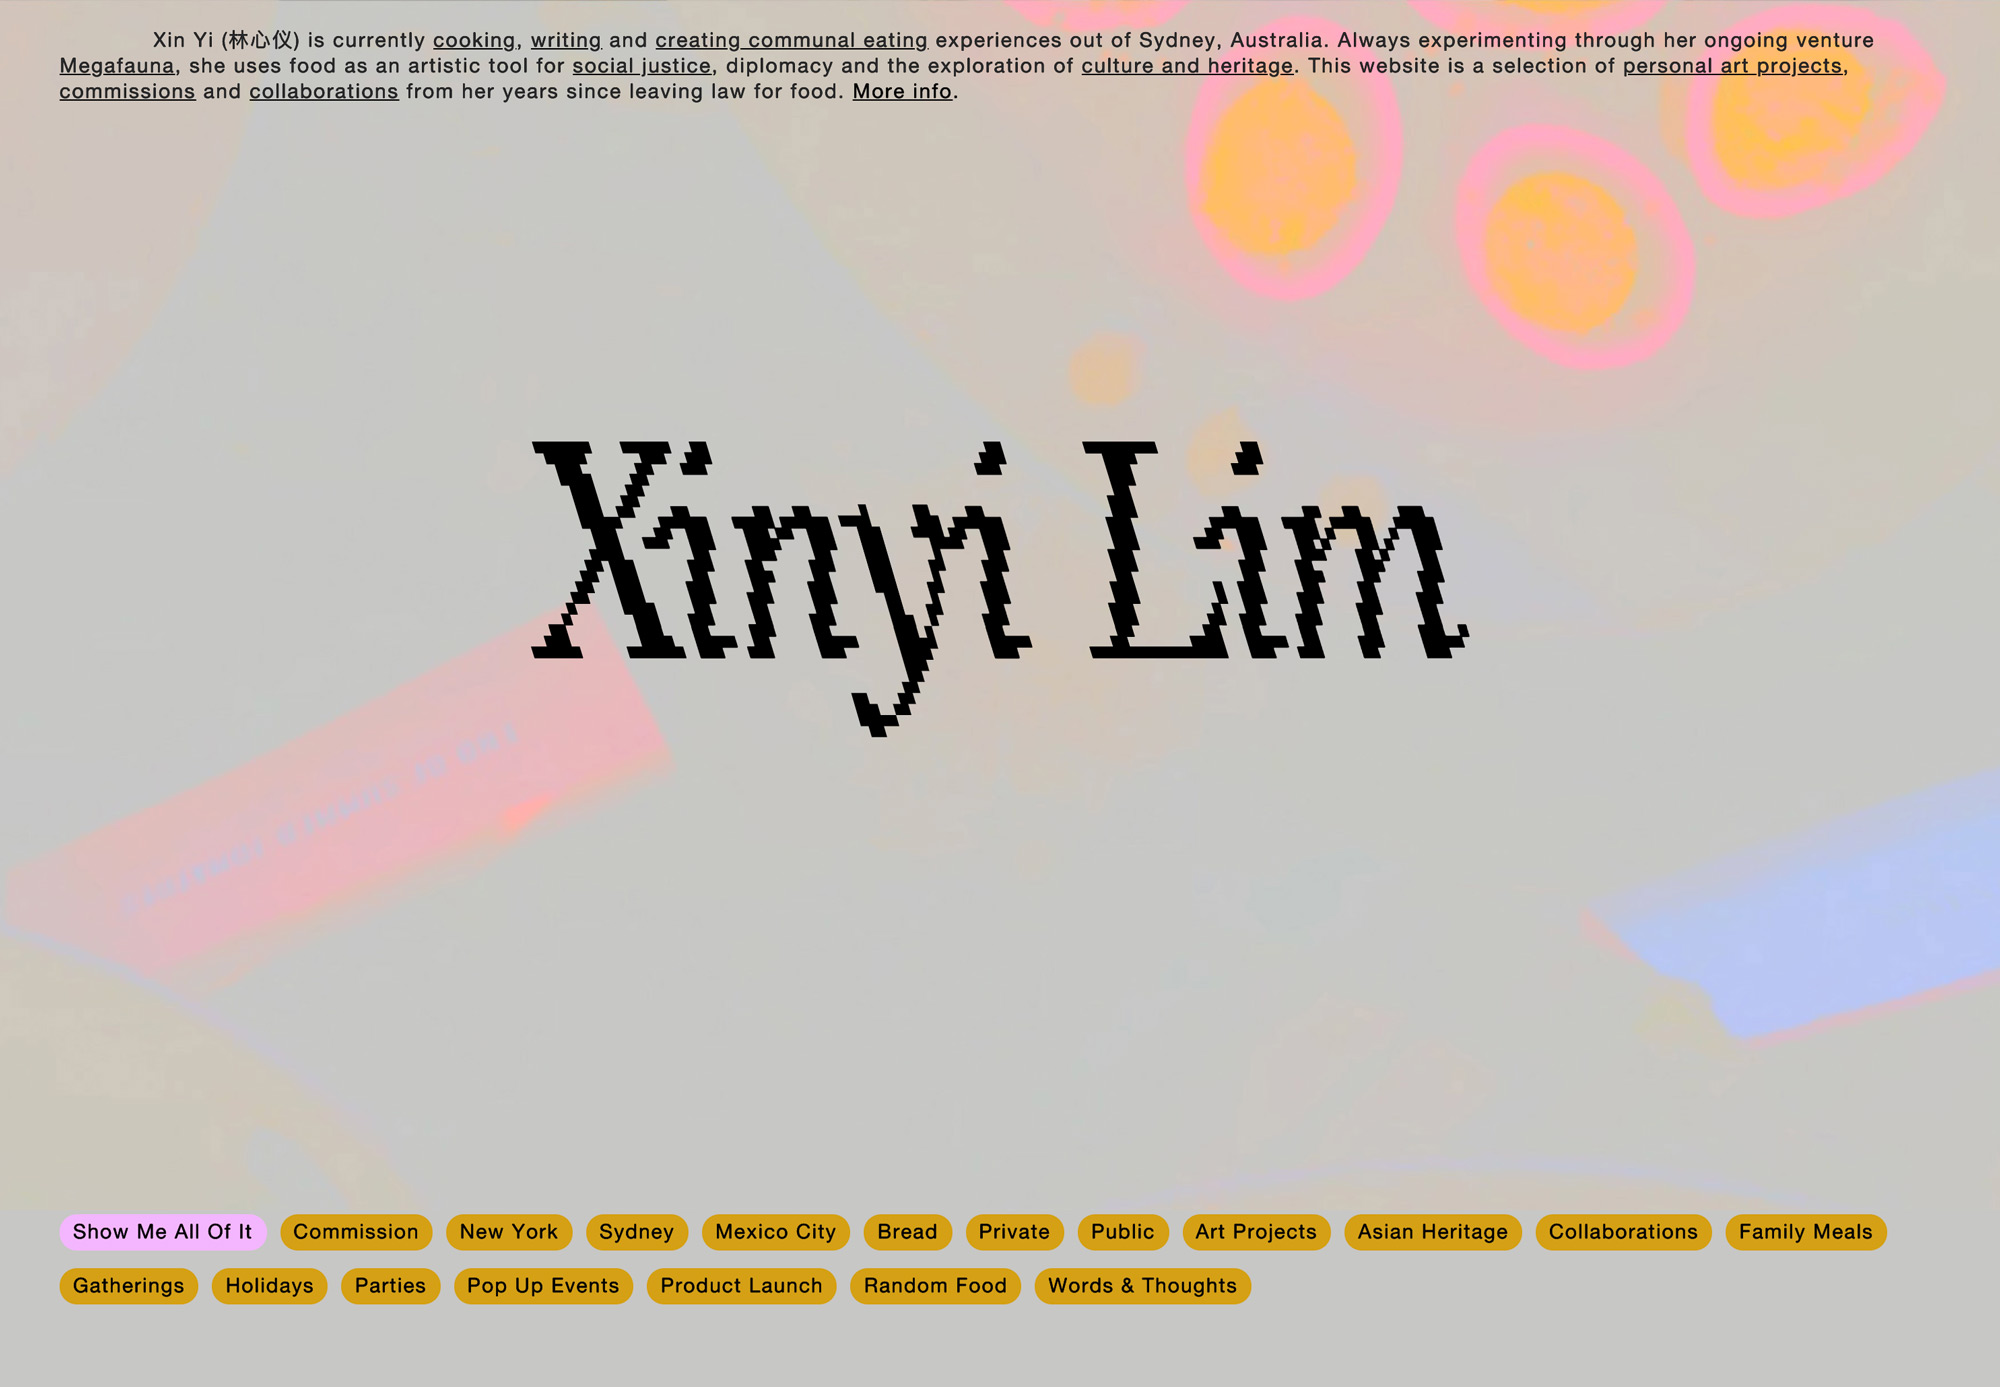 Xin Yi (林心仪) is currently cooking, writing and creating communal eating experiences out of Sydney, Australia. Always experimenting through her ongoing venture
Megafauna, she uses food as an artistic tool for social justice, diplomacy and the exploration of culture and heritage. This website is a selection of personal art projects,
commissions and collaborations from her years since leaving law for food. More info.
Xinyi Lim
Show Me All Of It Commission New York Sydney Mexico City Bread Private Public Art Projects Asian Heritage Collaborations Family Meals
Gatherings Holidays Parties Pop Up Events Product Launch Random Food Words & Thoughts